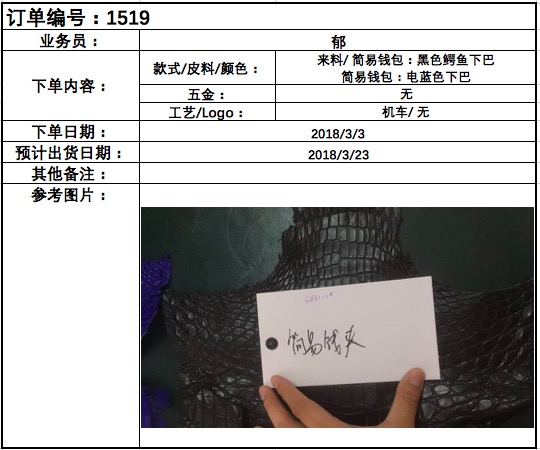 订单编号：1519
业务员： 郁
下单内容： 款式/皮料/颜色： 来料/ 简易钱包：黑色鳄鱼下巴
简易钱包：电蓝色下巴
五金： 无
工艺/Logo： 机车/ 无
下单日期： 2018/3/3
预计出货日期： 2018/3/23
其他备注：
参考图片：
简易钱夹